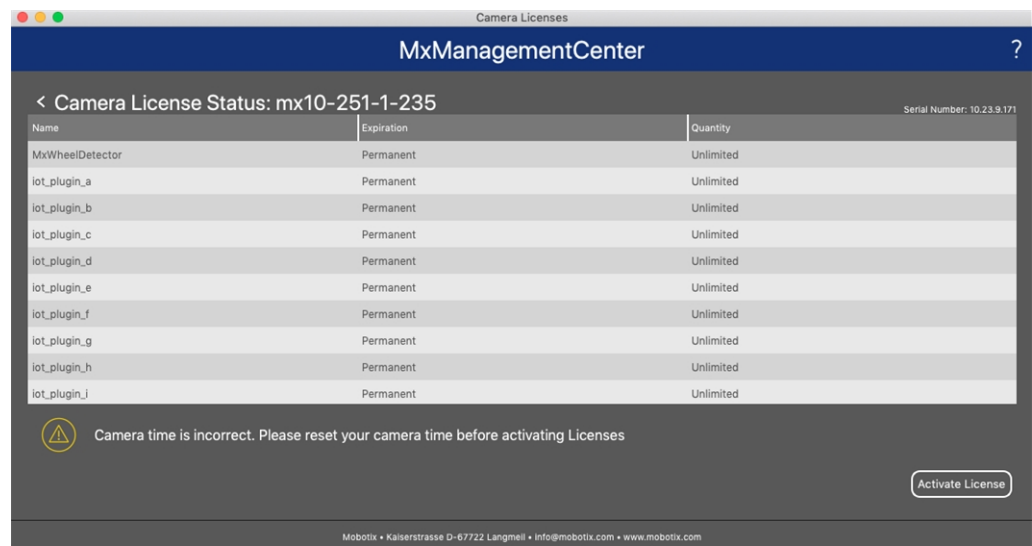 Camera Licenses
MxManagementCenter ?
< Camera License Status: mx10-251-1-235
Serial Number: 10.23.9.171
Name Expiration Quantity
MxWheelDetector Permanent Unlimited
iot_plugin_a Permanent Unlimited
iot_plugin_b Permanent Unlimited
iot_plugin_c Permanent Unlimited
iot_plugin_d Permanent Unlimited
iot_plugin_e Permanent Unlimited
iot_plugin_f Permanent Unlimited
iot_plugin_g Permanent Unlimited
iot_plugin_h Permanent Unlimited
iot_plugin_i Permanent Unlimited
Camera time is incorrect. Please reset your camera time before activating Licenses
Activate License
Mobotix • Kaiserstrasse D-67722 Langmeil • info@mobotix.com • www.mobotix.com